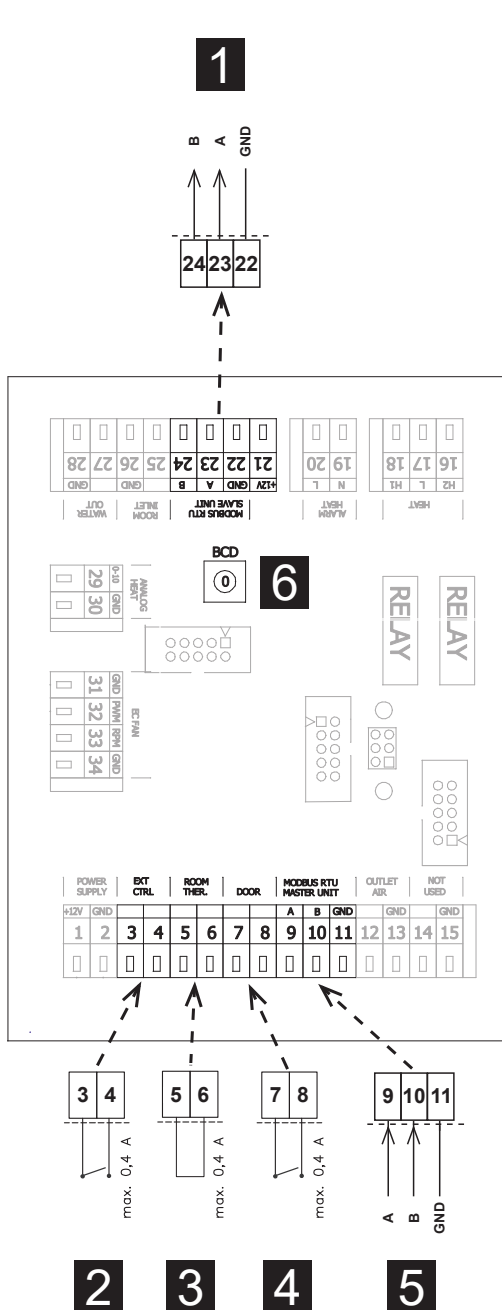 1
B A GND
24 23 22
28 27 26 25 24 23 22 21 20 19 18 17 16
GND GND B A GND +12V L N H1 L H2
WATER OUT
ROOM INLET
MODBUS RTU SLAVE UNIT
ALARM HEAT
HEAT
BCD
0
6
29 0-10
30 GND
ANALOG HEAT
RELAY RELAY
31 GND
32 PWM
33 RPM
34 GND
EC FAN
POWER SUPPLY
EXT CTRL
ROOM THER.
DOOR
MODBUS RTU MASTER UNIT
OUTLET AIR
NOT USED
+12V GND A B GND GND GND
1 2 3 4 5 6 7 8 9 10 11 12 13 14 15
3 4 5 6 7 8 9 10 11
max. 0,4 A
max. 0,4 A
max. 0,4 A
A B GND
2 3 4 5